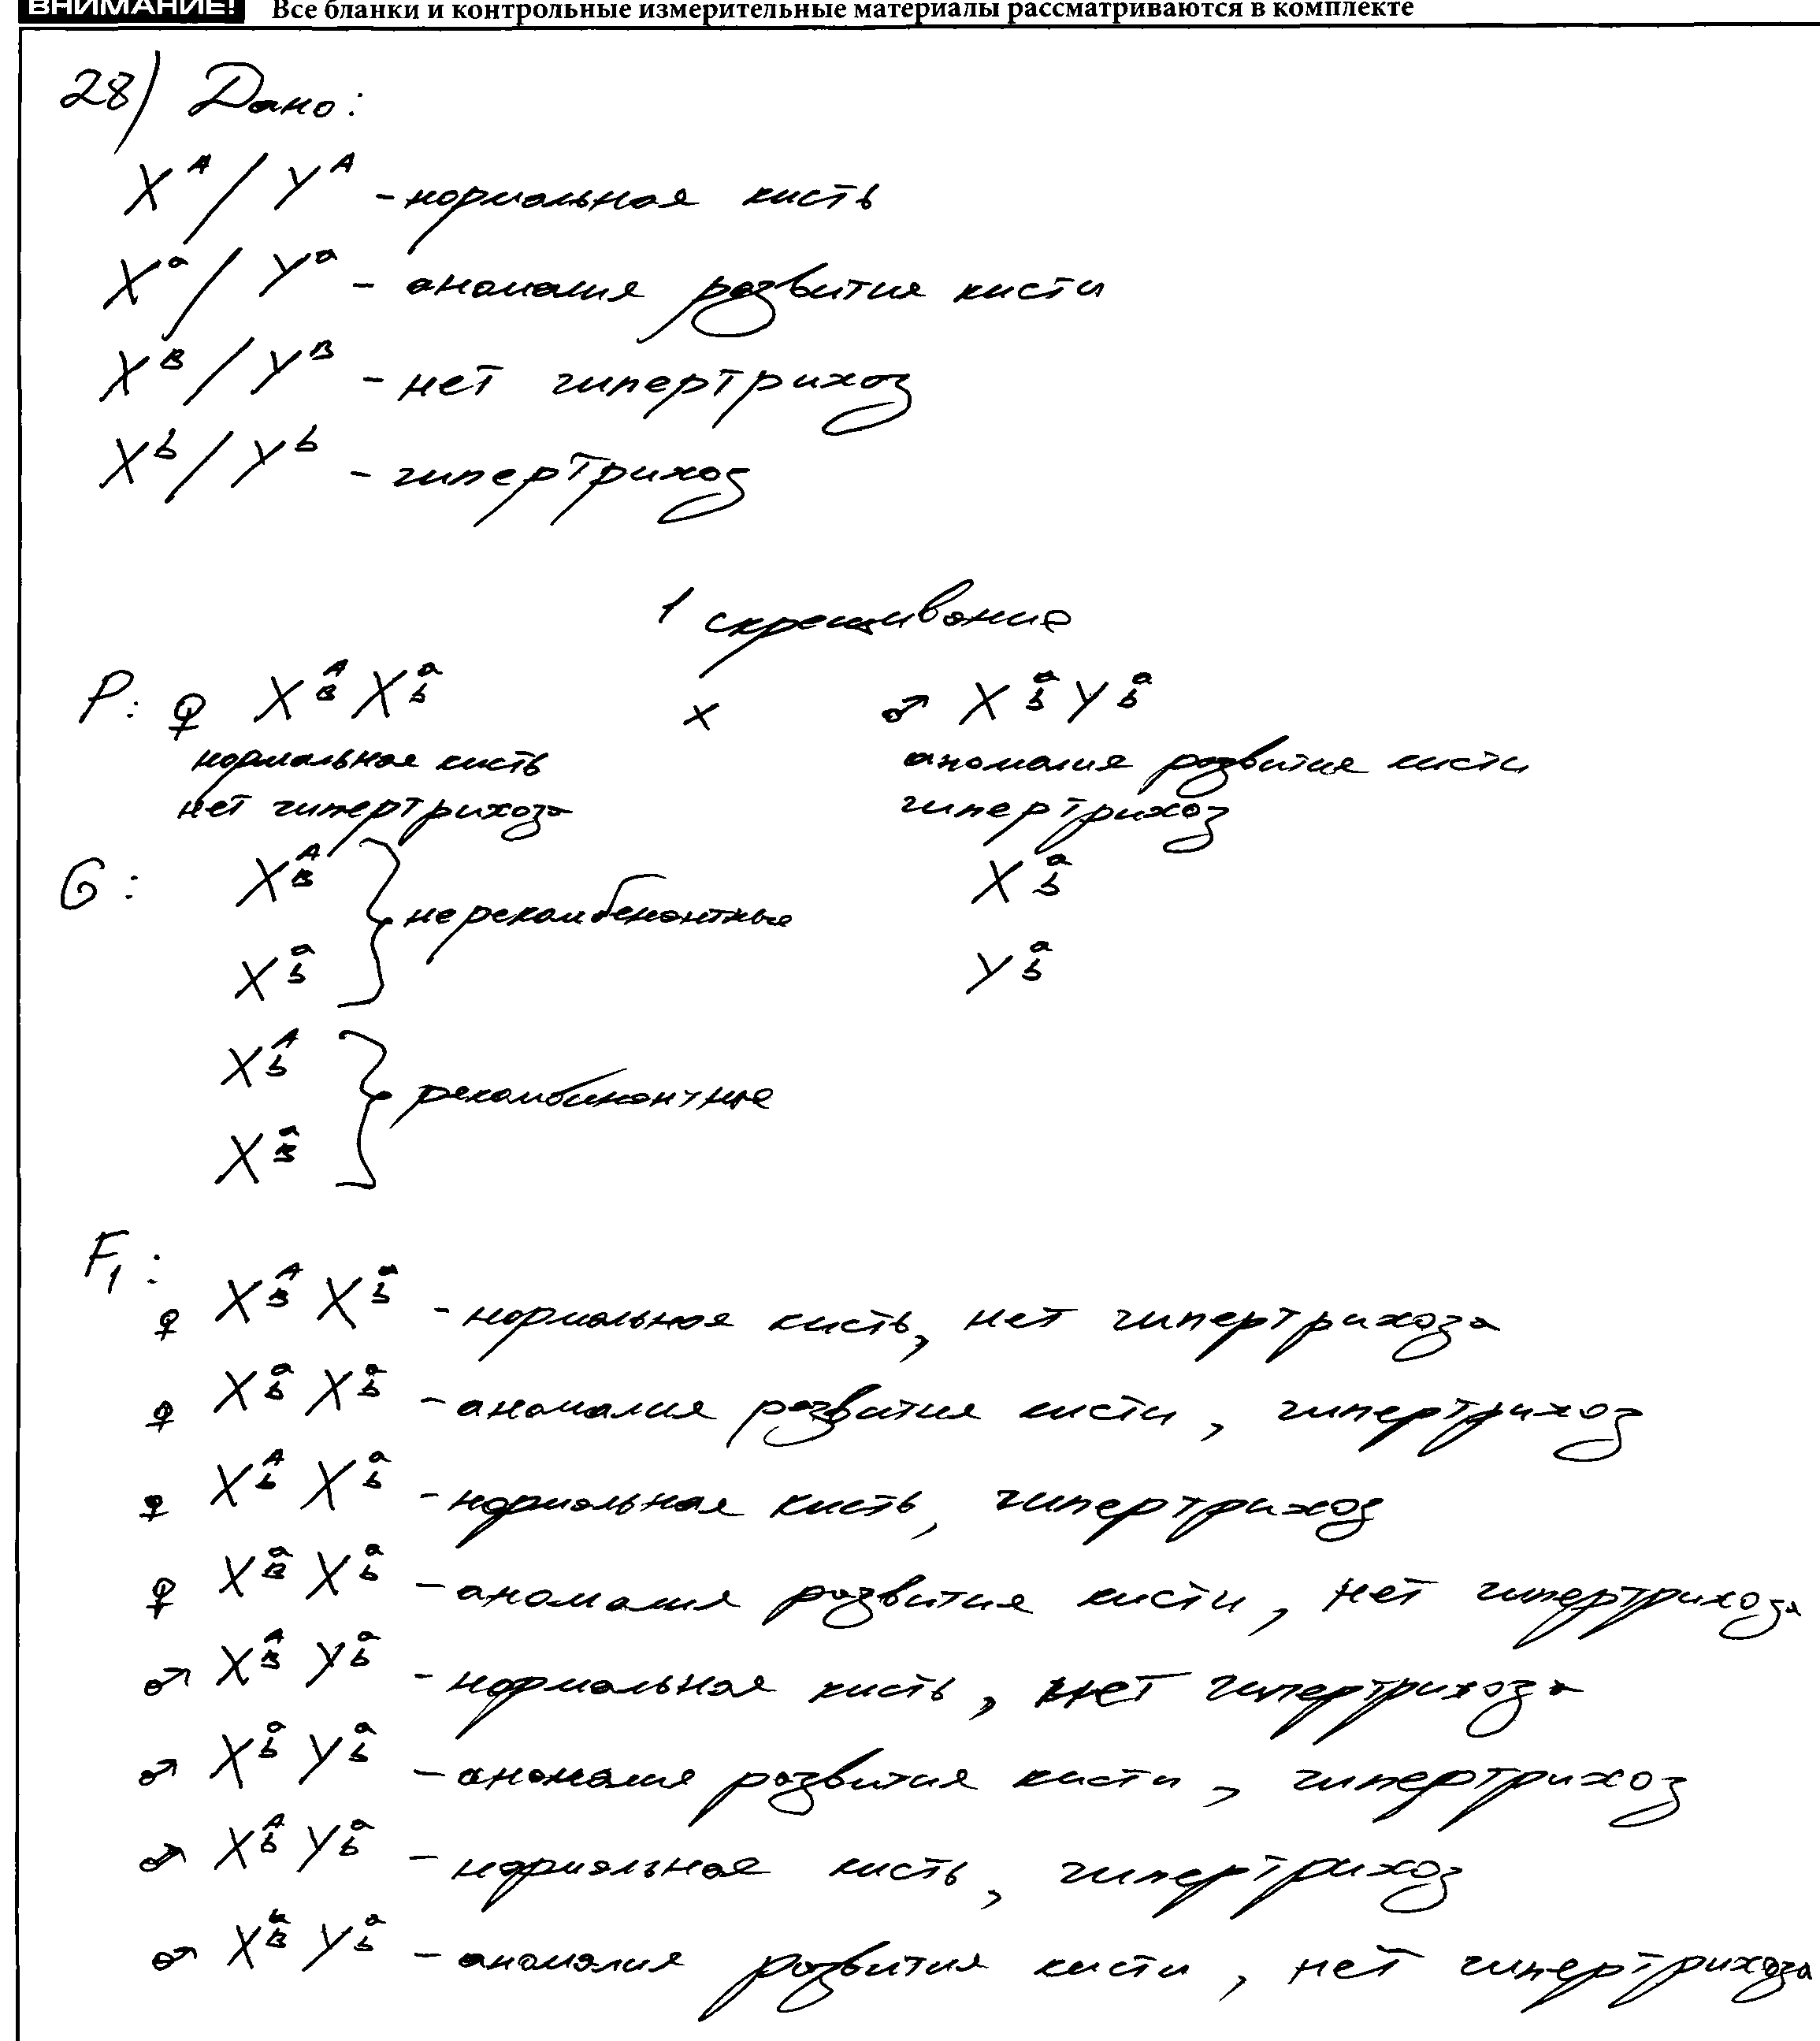 ВНИМАНИЕ! Все бланки и контрольные измерительные материалы рассматриваются в комплекте
28) Дано:
X^A / Y^A - нормальная кисть
X^a / Y^a - аномалия развития кисти
X^B / Y^B - нет гипертрихоз
X^b / Y^b - гипертрихоз
1 скрещивание
P: ♀ X^A_B X^a_b x ♂ X^a_b Y^a_b
нормальная кисть аномалия развития кисти
нет гипертрихоза гипертрихоз
G: X^A_B } нерекомбенантные X^a_b
X^a_b Y^a_b
X^A_b } рекомбинантные
X^a_B
F1:
♀ X^A_B X^a_b - нормальная кисть, нет гипертрихоза
♀ X^a_b X^a_b - аномалия развития кисти, гипертрихоз
♀ X^A_b X^a_b - нормальная кисть, гипертрихоз
♀ X^a_B X^a_b - аномалия развития кисти, нет гипертрихоза
♂ X^A_B Y^a_b - нормальная кисть, нет гипертрихоза
♂ X^a_b Y^a_b - аномалия развития кисти, гипертрихоз
♂ X^A_b Y^a_b - нормальная кисть, гипертрихоз
♂ X^a_B Y^a_b - аномалия развития кисти, нет гипертрихоза